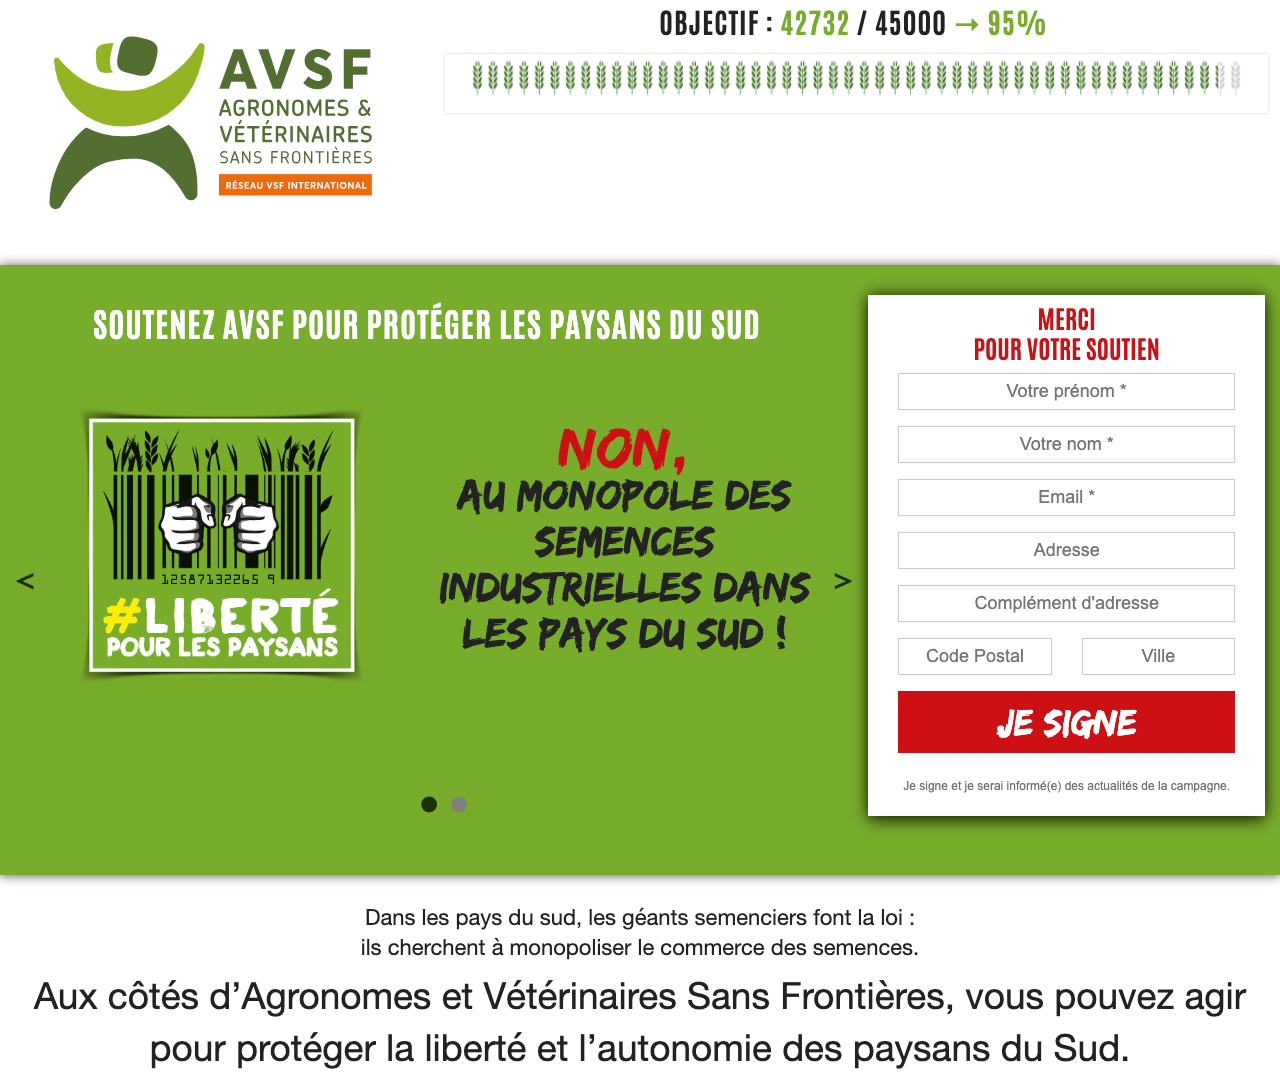 OBJECTIF : 42732 / 45000 → 95%
AVSF
AGRONOMES &
VÉTÉRINAIRES
SANS FRONTIÈRES
RÉSEAU VSF INTERNATIONAL
SOUTENEZ AVSF POUR PROTÉGER LES PAYSANS DU SUD
12587132265 9
#LIBERTÉ
POUR LES PAYSANS
NON,
AU MONOPOLE DES
SEMENCES
INDUSTRIELLES DANS
LES PAYS DU SUD !
<
>
MERCI
POUR VOTRE SOUTIEN
Votre prénom *
Votre nom *
Email *
Adresse
Complément d'adresse
Code Postal
Ville
JE SIGNE
Je signe et je serai informé(e) des actualités de la campagne.
Dans les pays du sud, les géants semenciers font la loi :
ils cherchent à monopoliser le commerce des semences.
Aux côtés d’Agronomes et Vétérinaires Sans Frontières, vous pouvez agir
pour protéger la liberté et l’autonomie des paysans du Sud.